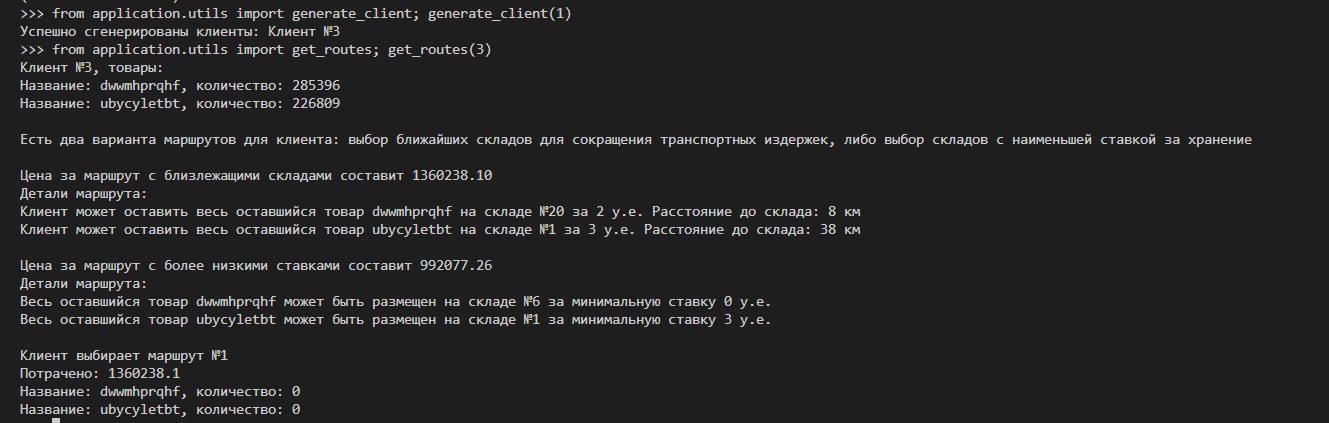 >>> from application.utils import generate_client; generate_client(1)
Успешно сгенерированы клиенты: Клиент №3
>>> from application.utils import get_routes; get_routes(3)
Клиент №3, товары:
Название: dwwmhprqhf, количество: 285396
Название: ubycyletbt, количество: 226809
Есть два варианта маршрутов для клиента: выбор ближайших складов для сокращения транспортных издержек, либо выбор складов с наименьшей ставкой за хранение
Цена за маршрут с близлежащими складами составит 1360238.10
Детали маршрута:
Клиент может оставить весь оставшийся товар dwwmhprqhf на складе №20 за 2 у.е. Расстояние до склада: 8 км
Клиент может оставить весь оставшийся товар ubycyletbt на складе №1 за 3 у.е. Расстояние до склада: 38 км
Цена за маршрут с более низкими ставками составит 992077.26
Детали маршрута:
Весь оставшийся товар dwwmhprqhf может быть размещен на складе №6 за минимальную ставку 0 у.е.
Весь оставшийся товар ubycyletbt может быть размещен на складе №1 за минимальную ставку 3 у.е.
Клиент выбирает маршрут №1
Потрачено: 1360238.1
Название: dwwmhprqhf, количество: 0
Название: ubycyletbt, количество: 0